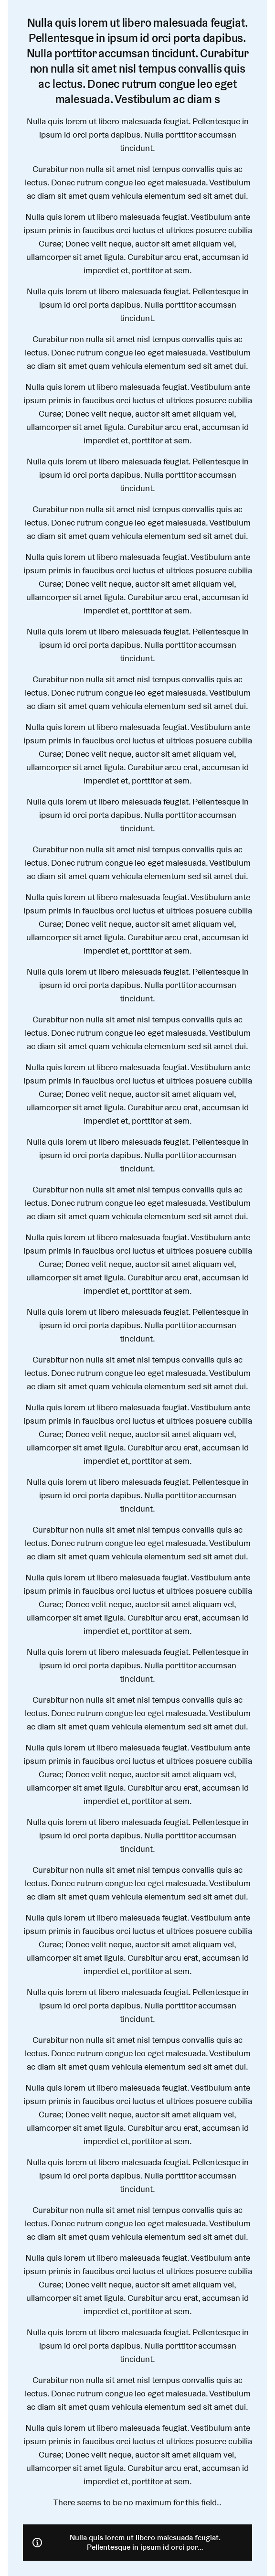 Nulla quis lorem ut libero malesuada feugiat.
Pellentesque in ipsum id orci porta dapibus.
Nulla porttitor accumsan tincidunt. Curabitur
non nulla sit amet nisl tempus convallis quis
ac lectus. Donec rutrum congue leo eget
malesuada. Vestibulum ac diam s
Nulla quis lorem ut libero malesuada feugiat. Pellentesque in
ipsum id orci porta dapibus. Nulla porttitor accumsan
tincidunt.
Curabitur non nulla sit amet nisl tempus convallis quis ac
lectus. Donec rutrum congue leo eget malesuada. Vestibulum
ac diam sit amet quam vehicula elementum sed sit amet dui.
Nulla quis lorem ut libero malesuada feugiat. Vestibulum ante
ipsum primis in faucibus orci luctus et ultrices posuere cubilia
Curae; Donec velit neque, auctor sit amet aliquam vel,
ullamcorper sit amet ligula. Curabitur arcu erat, accumsan id
imperdiet et, porttitor at sem.
Nulla quis lorem ut libero malesuada feugiat. Pellentesque in
ipsum id orci porta dapibus. Nulla porttitor accumsan
tincidunt.
Curabitur non nulla sit amet nisl tempus convallis quis ac
lectus. Donec rutrum congue leo eget malesuada. Vestibulum
ac diam sit amet quam vehicula elementum sed sit amet dui.
Nulla quis lorem ut libero malesuada feugiat. Vestibulum ante
ipsum primis in faucibus orci luctus et ultrices posuere cubilia
Curae; Donec velit neque, auctor sit amet aliquam vel,
ullamcorper sit amet ligula. Curabitur arcu erat, accumsan id
imperdiet et, porttitor at sem.
Nulla quis lorem ut libero malesuada feugiat. Pellentesque in
ipsum id orci porta dapibus. Nulla porttitor accumsan
tincidunt.
Curabitur non nulla sit amet nisl tempus convallis quis ac
lectus. Donec rutrum congue leo eget malesuada. Vestibulum
ac diam sit amet quam vehicula elementum sed sit amet dui.
Nulla quis lorem ut libero malesuada feugiat. Vestibulum ante
ipsum primis in faucibus orci luctus et ultrices posuere cubilia
Curae; Donec velit neque, auctor sit amet aliquam vel,
ullamcorper sit amet ligula. Curabitur arcu erat, accumsan id
imperdiet et, porttitor at sem.
Nulla quis lorem ut libero malesuada feugiat. Pellentesque in
ipsum id orci porta dapibus. Nulla porttitor accumsan
tincidunt.
Curabitur non nulla sit amet nisl tempus convallis quis ac
lectus. Donec rutrum congue leo eget malesuada. Vestibulum
ac diam sit amet quam vehicula elementum sed sit amet dui.
Nulla quis lorem ut libero malesuada feugiat. Vestibulum ante
ipsum primis in faucibus orci luctus et ultrices posuere cubilia
Curae; Donec velit neque, auctor sit amet aliquam vel,
ullamcorper sit amet ligula. Curabitur arcu erat, accumsan id
imperdiet et, porttitor at sem.
Nulla quis lorem ut libero malesuada feugiat. Pellentesque in
ipsum id orci porta dapibus. Nulla porttitor accumsan
tincidunt.
Curabitur non nulla sit amet nisl tempus convallis quis ac
lectus. Donec rutrum congue leo eget malesuada. Vestibulum
ac diam sit amet quam vehicula elementum sed sit amet dui.
Nulla quis lorem ut libero malesuada feugiat. Vestibulum ante
ipsum primis in faucibus orci luctus et ultrices posuere cubilia
Curae; Donec velit neque, auctor sit amet aliquam vel,
ullamcorper sit amet ligula. Curabitur arcu erat, accumsan id
imperdiet et, porttitor at sem.
Nulla quis lorem ut libero malesuada feugiat. Pellentesque in
ipsum id orci porta dapibus. Nulla porttitor accumsan
tincidunt.
Curabitur non nulla sit amet nisl tempus convallis quis ac
lectus. Donec rutrum congue leo eget malesuada. Vestibulum
ac diam sit amet quam vehicula elementum sed sit amet dui.
Nulla quis lorem ut libero malesuada feugiat. Vestibulum ante
ipsum primis in faucibus orci luctus et ultrices posuere cubilia
Curae; Donec velit neque, auctor sit amet aliquam vel,
ullamcorper sit amet ligula. Curabitur arcu erat, accumsan id
imperdiet et, porttitor at sem.
Nulla quis lorem ut libero malesuada feugiat. Pellentesque in
ipsum id orci porta dapibus. Nulla porttitor accumsan
tincidunt.
Curabitur non nulla sit amet nisl tempus convallis quis ac
lectus. Donec rutrum congue leo eget malesuada. Vestibulum
ac diam sit amet quam vehicula elementum sed sit amet dui.
Nulla quis lorem ut libero malesuada feugiat. Vestibulum ante
ipsum primis in faucibus orci luctus et ultrices posuere cubilia
Curae; Donec velit neque, auctor sit amet aliquam vel,
ullamcorper sit amet ligula. Curabitur arcu erat, accumsan id
imperdiet et, porttitor at sem.
Nulla quis lorem ut libero malesuada feugiat. Pellentesque in
ipsum id orci porta dapibus. Nulla porttitor accumsan
tincidunt.
Curabitur non nulla sit amet nisl tempus convallis quis ac
lectus. Donec rutrum congue leo eget malesuada. Vestibulum
ac diam sit amet quam vehicula elementum sed sit amet dui.
Nulla quis lorem ut libero malesuada feugiat. Vestibulum ante
ipsum primis in faucibus orci luctus et ultrices posuere cubilia
Curae; Donec velit neque, auctor sit amet aliquam vel,
ullamcorper sit amet ligula. Curabitur arcu erat, accumsan id
imperdiet et, porttitor at sem.
Nulla quis lorem ut libero malesuada feugiat. Pellentesque in
ipsum id orci porta dapibus. Nulla porttitor accumsan
tincidunt.
Curabitur non nulla sit amet nisl tempus convallis quis ac
lectus. Donec rutrum congue leo eget malesuada. Vestibulum
ac diam sit amet quam vehicula elementum sed sit amet dui.
Nulla quis lorem ut libero malesuada feugiat. Vestibulum ante
ipsum primis in faucibus orci luctus et ultrices posuere cubilia
Curae; Donec velit neque, auctor sit amet aliquam vel,
ullamcorper sit amet ligula. Curabitur arcu erat, accumsan id
imperdiet et, porttitor at sem.
Nulla quis lorem ut libero malesuada feugiat. Pellentesque in
ipsum id orci porta dapibus. Nulla porttitor accumsan
tincidunt.
Curabitur non nulla sit amet nisl tempus convallis quis ac
lectus. Donec rutrum congue leo eget malesuada. Vestibulum
ac diam sit amet quam vehicula elementum sed sit amet dui.
Nulla quis lorem ut libero malesuada feugiat. Vestibulum ante
ipsum primis in faucibus orci luctus et ultrices posuere cubilia
Curae; Donec velit neque, auctor sit amet aliquam vel,
ullamcorper sit amet ligula. Curabitur arcu erat, accumsan id
imperdiet et, porttitor at sem.
Nulla quis lorem ut libero malesuada feugiat. Pellentesque in
ipsum id orci porta dapibus. Nulla porttitor accumsan
tincidunt.
Curabitur non nulla sit amet nisl tempus convallis quis ac
lectus. Donec rutrum congue leo eget malesuada. Vestibulum
ac diam sit amet quam vehicula elementum sed sit amet dui.
Nulla quis lorem ut libero malesuada feugiat. Vestibulum ante
ipsum primis in faucibus orci luctus et ultrices posuere cubilia
Curae; Donec velit neque, auctor sit amet aliquam vel,
ullamcorper sit amet ligula. Curabitur arcu erat, accumsan id
imperdiet et, porttitor at sem.
Nulla quis lorem ut libero malesuada feugiat. Pellentesque in
ipsum id orci porta dapibus. Nulla porttitor accumsan
tincidunt.
Curabitur non nulla sit amet nisl tempus convallis quis ac
lectus. Donec rutrum congue leo eget malesuada. Vestibulum
ac diam sit amet quam vehicula elementum sed sit amet dui.
Nulla quis lorem ut libero malesuada feugiat. Vestibulum ante
ipsum primis in faucibus orci luctus et ultrices posuere cubilia
Curae; Donec velit neque, auctor sit amet aliquam vel,
ullamcorper sit amet ligula. Curabitur arcu erat, accumsan id
imperdiet et, porttitor at sem.
Nulla quis lorem ut libero malesuada feugiat. Pellentesque in
ipsum id orci porta dapibus. Nulla porttitor accumsan
tincidunt.
Curabitur non nulla sit amet nisl tempus convallis quis ac
lectus. Donec rutrum congue leo eget malesuada. Vestibulum
ac diam sit amet quam vehicula elementum sed sit amet dui.
Nulla quis lorem ut libero malesuada feugiat. Vestibulum ante
ipsum primis in faucibus orci luctus et ultrices posuere cubilia
Curae; Donec velit neque, auctor sit amet aliquam vel,
ullamcorper sit amet ligula. Curabitur arcu erat, accumsan id
imperdiet et, porttitor at sem.
Nulla quis lorem ut libero malesuada feugiat. Pellentesque in
ipsum id orci porta dapibus. Nulla porttitor accumsan
tincidunt.
Curabitur non nulla sit amet nisl tempus convallis quis ac
lectus. Donec rutrum congue leo eget malesuada. Vestibulum
ac diam sit amet quam vehicula elementum sed sit amet dui.
Nulla quis lorem ut libero malesuada feugiat. Vestibulum ante
ipsum primis in faucibus orci luctus et ultrices posuere cubilia
Curae; Donec velit neque, auctor sit amet aliquam vel,
ullamcorper sit amet ligula. Curabitur arcu erat, accumsan id
imperdiet et, porttitor at sem.
There seems to be no maximum for this field..
Nulla quis lorem ut libero malesuada feugiat.
Pellentesque in ipsum id orci por...